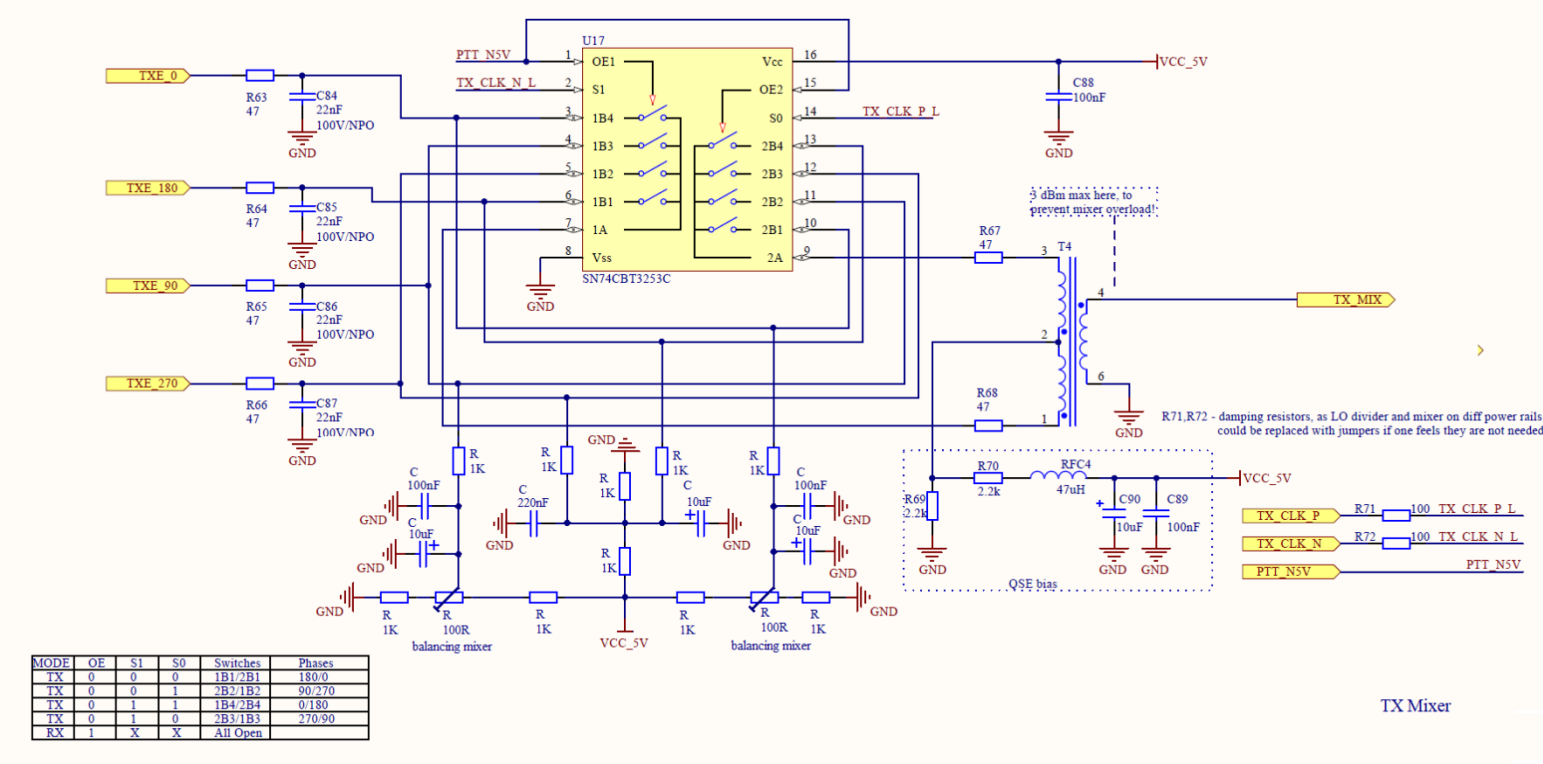 U17
SN74CBT3253C
PTT_N5V
1
OE1
TX_CLK_N_L
2
S1
3
1B4
4
1B3
5
1B2
6
1B1
7
1A
8
Vss
GND
16
Vcc
15
OE2
14
S0
TX_CLK_P_L
13
2B4
12
2B3
11
2B2
10
2B1
9
2A
VCC_5V
C88
100nF
GND
TXE_0
R63
47
C84
22nF
100V/NPO
GND
TXE_180
R64
47
C85
22nF
100V/NPO
GND
TXE_90
R65
47
C86
22nF
100V/NPO
GND
TXE_270
R66
47
C87
22nF
100V/NPO
GND
3 dBm max here, to
prevent mixer overload!
R67
47
3
T4
4
TX_MIX
2
6
GND
R68
47
1
R71,R72 - damping resistors, as LO divider and mixer on diff power rails
could be replaced with jumpers if one feels they are not needed
R
1K
C
100nF
GND
C
10uF
GND
R
1K
C
220nF
GND
GND
R
1K
R
1K
R
1K
C
10uF
GND
R
1K
C
100nF
GND
C
10uF
GND
GND
R
1K
R
100R
balancing mixer
R
1K
VCC_5V
R
1K
R
100R
balancing mixer
R
1K
GND
R69
2.2k
GND
R70
2.2k
RFC4
47uH
C90
10uF
GND
C89
100nF
GND
VCC_5V
QSE bias
TX_CLK_P
R71
100
TX_CLK_P_L
TX_CLK_N
R72
100
TX_CLK_N_L
PTT_N5V
PTT_N5V
MODE OE S1 S0 Switches Phases
TX 0 0 0 1B1/2B1 180/0
TX 0 0 1 2B2/1B2 90/270
TX 0 1 1 1B4/2B4 0/180
TX 0 1 0 2B3/1B3 270/90
RX 1 X X All Open
TX Mixer